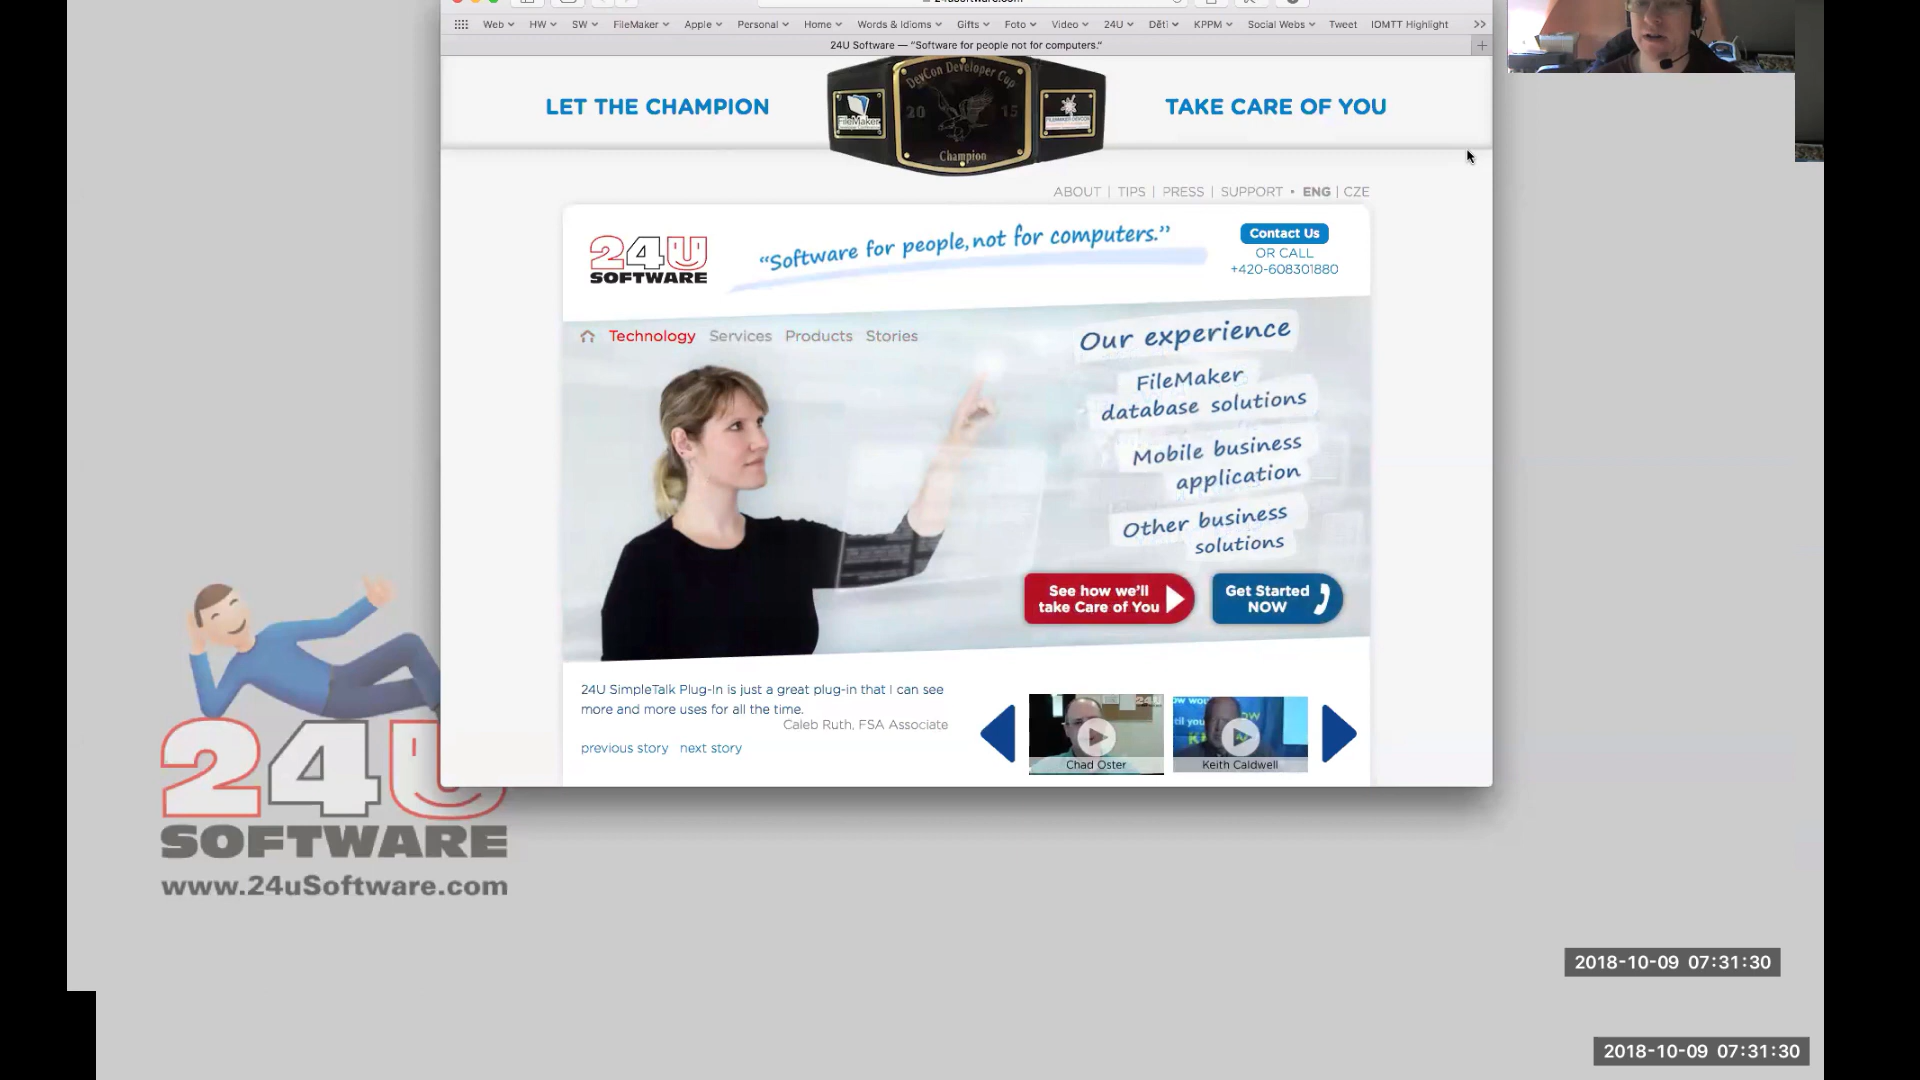 24usoftware.com
Web HW SW FileMaker Apple Personal Home Words & Idioms Gifts Foto Video 24U Děti KPPM Social Webs Tweet IDMTT Highlight >>
24U Software — “Software for people not for computers.”
LET THE CHAMPION
DevCon Developer Cup
20 15
FileMaker
Champion
TAKE CARE OF YOU
ABOUT | TIPS | PRESS | SUPPORT • ENG | CZE
24U
SOFTWARE
“Software for people, not for computers.”
Contact Us
OR CALL
+420-608301880
Technology Services Products Stories
Our experience
FileMaker
database solutions
Mobile business
application
Other business
solutions
See how we'll
take Care of You
Get Started
NOW
24U SimpleTalk Plug-In is just a great plug-in that I can see
more and more uses for all the time.
Caleb Ruth, FSA Associate
previous story next story
Chad Oster
Keith Caldwell
24U
SOFTWARE
www.24uSoftware.com
2018-10-09 07:31:30
2018-10-09 07:31:30